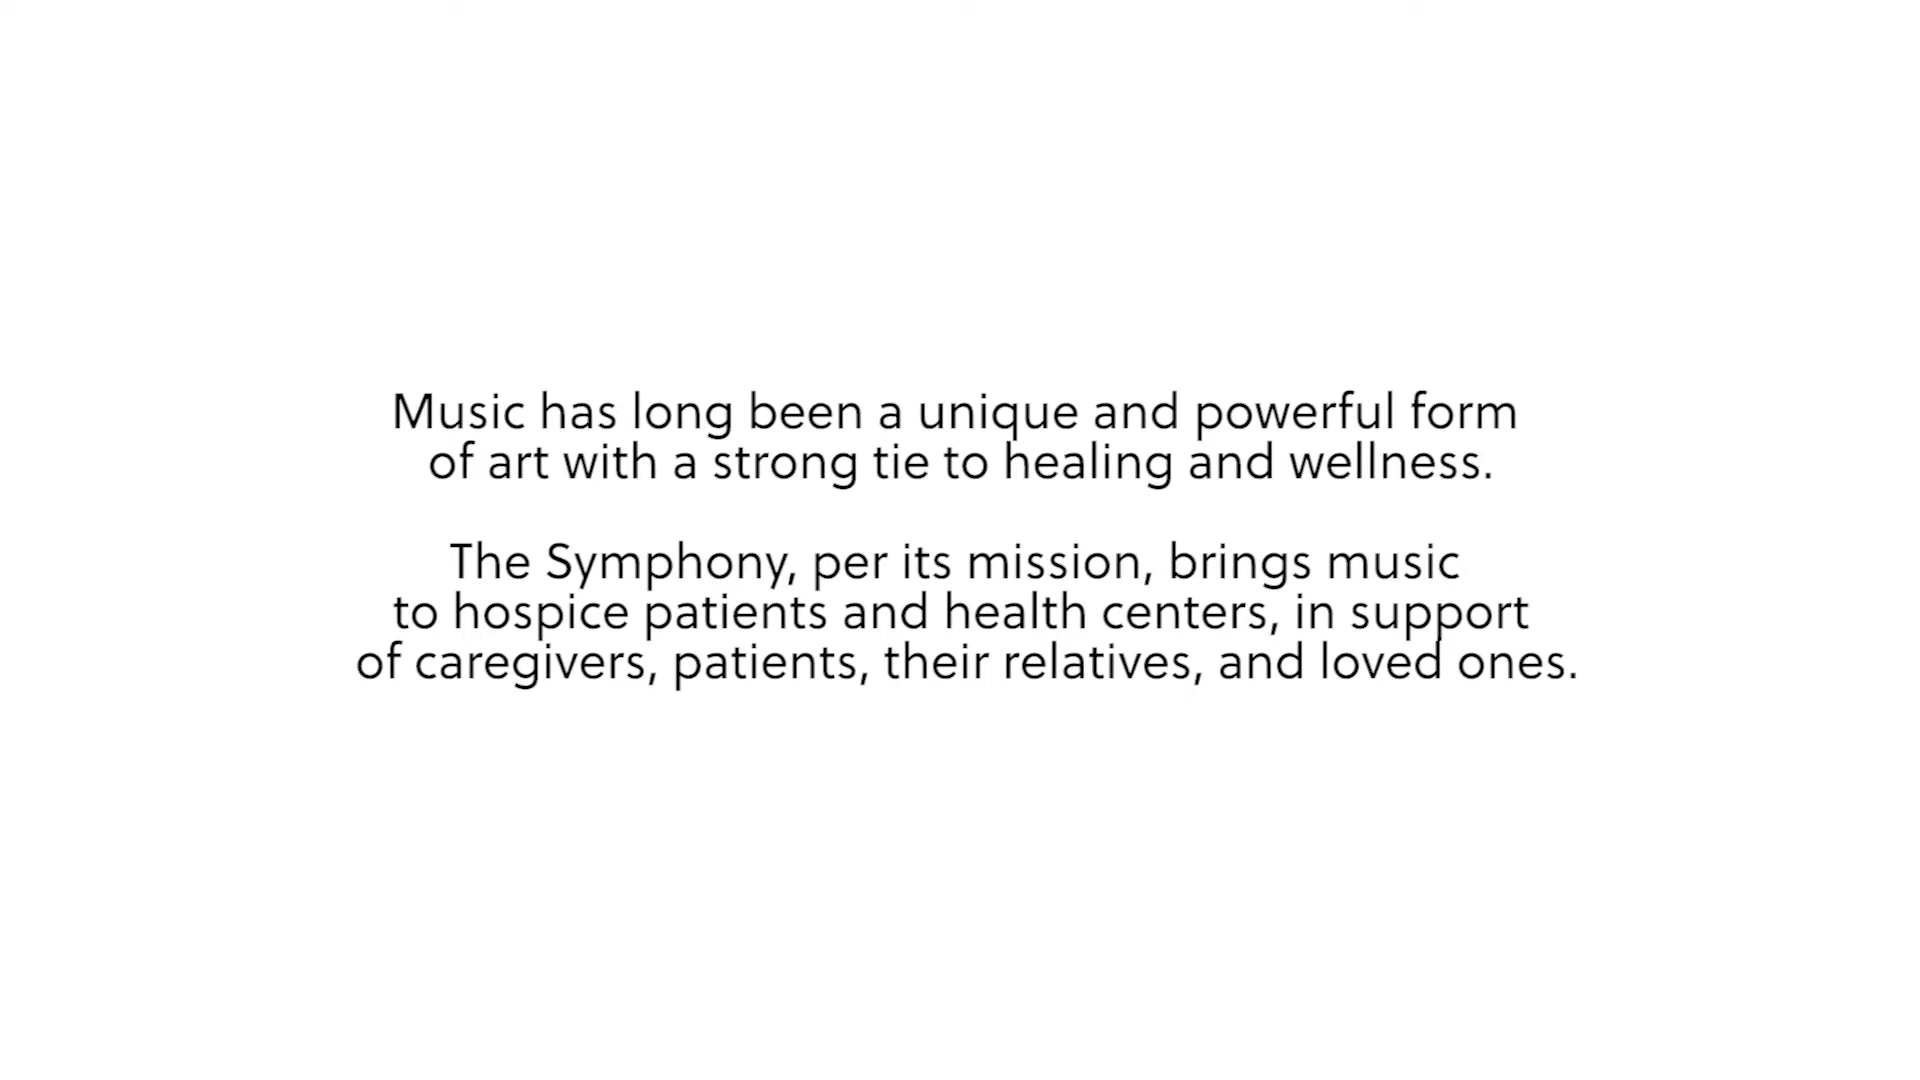 Music has long been a unique and powerful form
of art with a strong tie to healing and wellness.
The Symphony, per its mission, brings music
to hospice patients and health centers, in support
of caregivers, patients, their relatives, and loved ones.